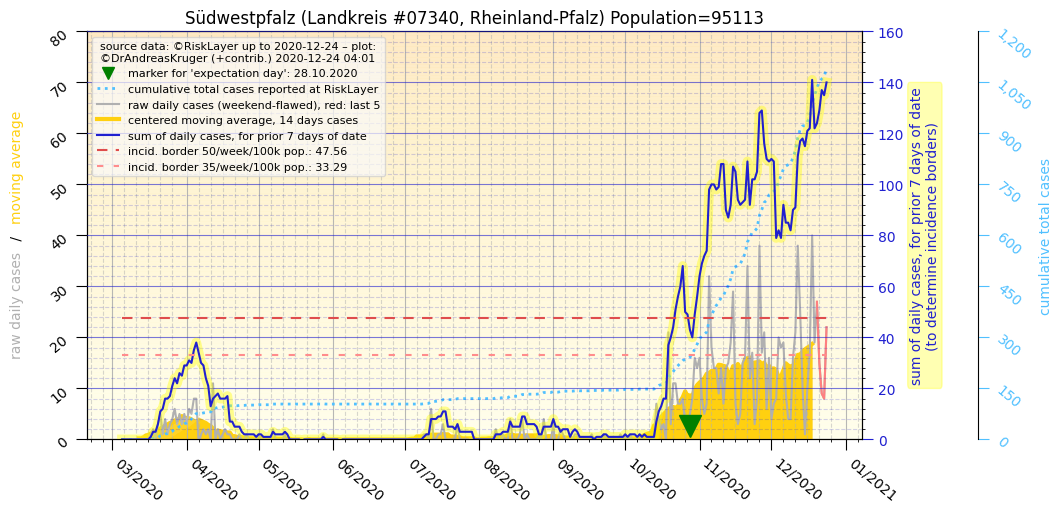 Südwestpfalz (Landkreis #07340, Rheinland-Pfalz) Population=95113
source data: ©RiskLayer up to 2020-12-24 – plot:
©DrAndreasKruger (+contrib.) 2020-12-24 04:01
marker for 'expectation day': 28.10.2020
cumulative total cases reported at RiskLayer
raw daily cases (weekend-flawed), red: last 5
centered moving average, 14 days cases
sum of daily cases, for prior 7 days of date
incid. border 50/week/100k pop.: 47.56
incid. border 35/week/100k pop.: 33.29
raw daily cases / moving average
80
70
60
50
40
30
20
10
0
160
140
120
100
80
60
40
20
0
sum of daily cases, for prior 7 days of date
(to determine incidence borders)
1,200
1,050
900
750
600
450
300
150
0
cumulative total cases
03/2020
04/2020
05/2020
06/2020
07/2020
08/2020
09/2020
10/2020
11/2020
12/2020
01/2021